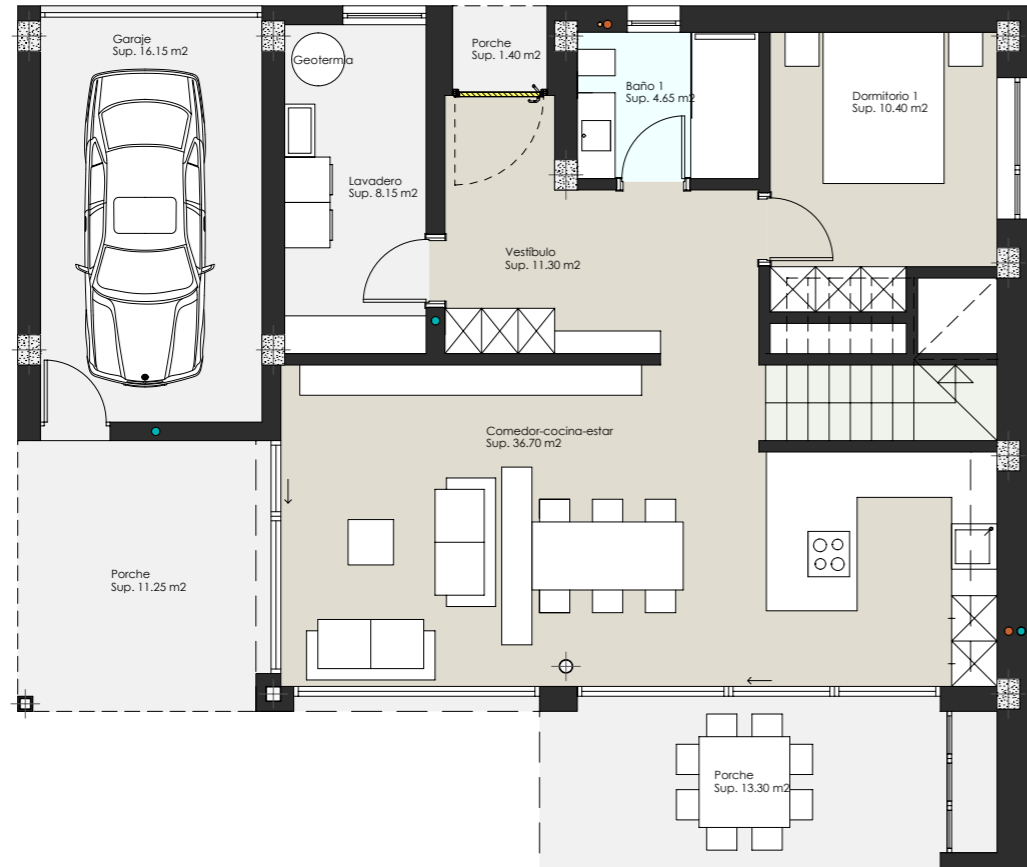 Garaje
Sup. 16.15 m2
Geotermia
Porche
Sup. 1.40 m2
Baño 1
Sup. 4.65 m2
Dormitorio 1
Sup. 10.40 m2
Lavadero
Sup. 8.15 m2
Vestíbulo
Sup. 11.30 m2
Comedor-cocina-estar
Sup. 36.70 m2
Porche
Sup. 11.25 m2
Porche
Sup. 13.30 m2